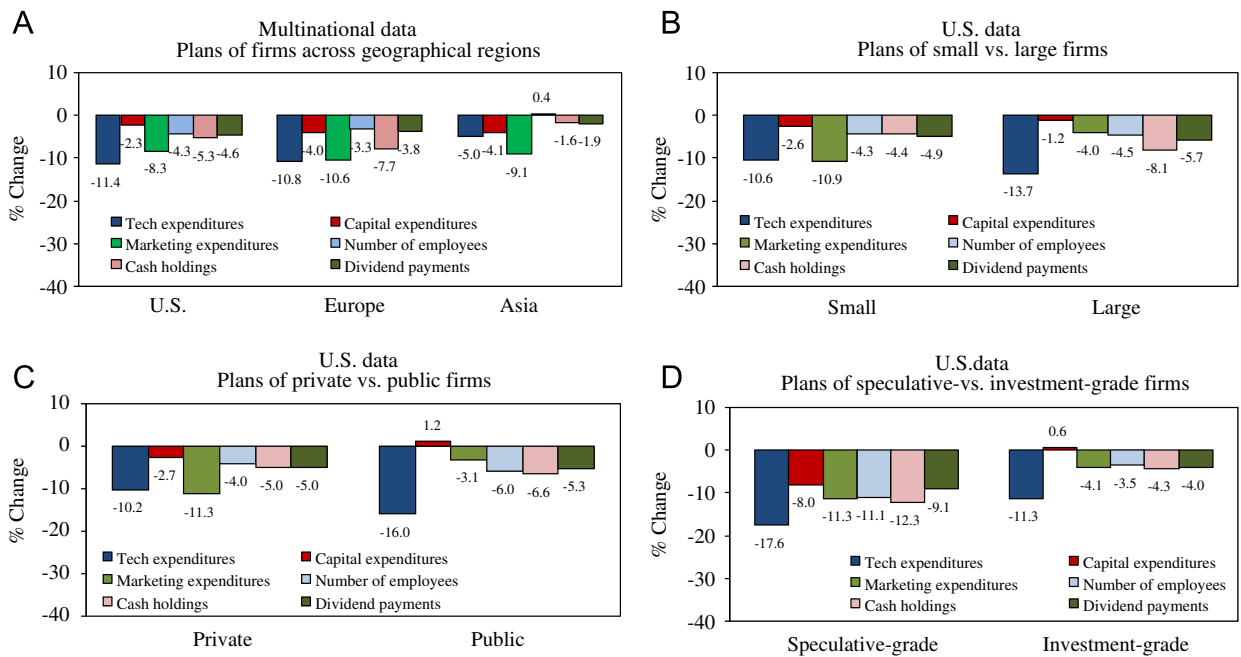 A
Multinational data
Plans of firms across geographical regions
% Change
10
0
-10
-20
-30
-40
-11.4
-2.3
-8.3
-4.3
-5.3
-4.6
-10.8
-4.0
-10.6
-3.3
-7.7
-3.8
-5.0
-4.1
-9.1
0.4
-1.6
-1.9
Tech expenditures
Capital expenditures
Marketing expenditures
Number of employees
Cash holdings
Dividend payments
U.S.
Europe
Asia
B
U.S. data
Plans of small vs. large firms
% Change
10
0
-10
-20
-30
-40
-10.6
-2.6
-10.9
-4.3
-4.4
-4.9
-13.7
-1.2
-4.0
-4.5
-8.1
-5.7
Tech expenditures
Capital expenditures
Marketing expenditures
Number of employees
Cash holdings
Dividend payments
Small
Large
C
U.S. data
Plans of private vs. public firms
% Change
10
0
-10
-20
-30
-40
-10.2
-2.7
-11.3
-4.0
-5.0
-5.0
-16.0
1.2
-3.1
-6.0
-6.6
-5.3
Tech expenditures
Capital expenditures
Marketing expenditures
Number of employees
Cash holdings
Dividend payments
Private
Public
D
U.S.data
Plans of speculative-vs. investment-grade firms
% Change
10
0
-10
-20
-30
-40
-17.6
-8.0
-11.3
-11.1
-12.3
-9.1
-11.3
0.6
-4.1
-3.5
-4.3
-4.0
Tech expenditures
Capital expenditures
Marketing expenditures
Number of employees
Cash holdings
Dividend payments
Speculative-grade
Investment-grade